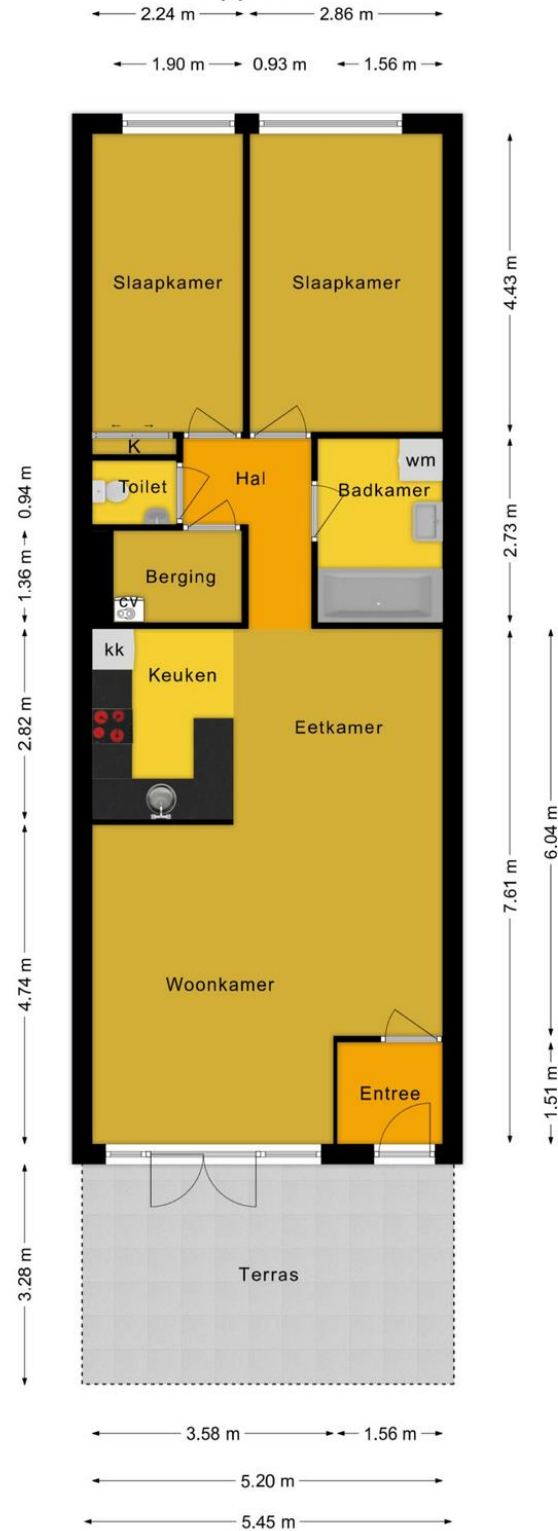 2.24 m 2.86 m
1.90 m 0.93 m 1.56 m
Slaapkamer Slaapkamer
4.43 m
K
Toilet Hal wm
Badkamer
0.94 m
2.73 m
Berging
cv
1.36 m
kk
Keuken
2.82 m
Eetkamer
6.04 m
7.61 m
Woonkamer
4.74 m
Entree
1.51 m
Terras
3.28 m
3.58 m 1.56 m
5.20 m
5.45 m